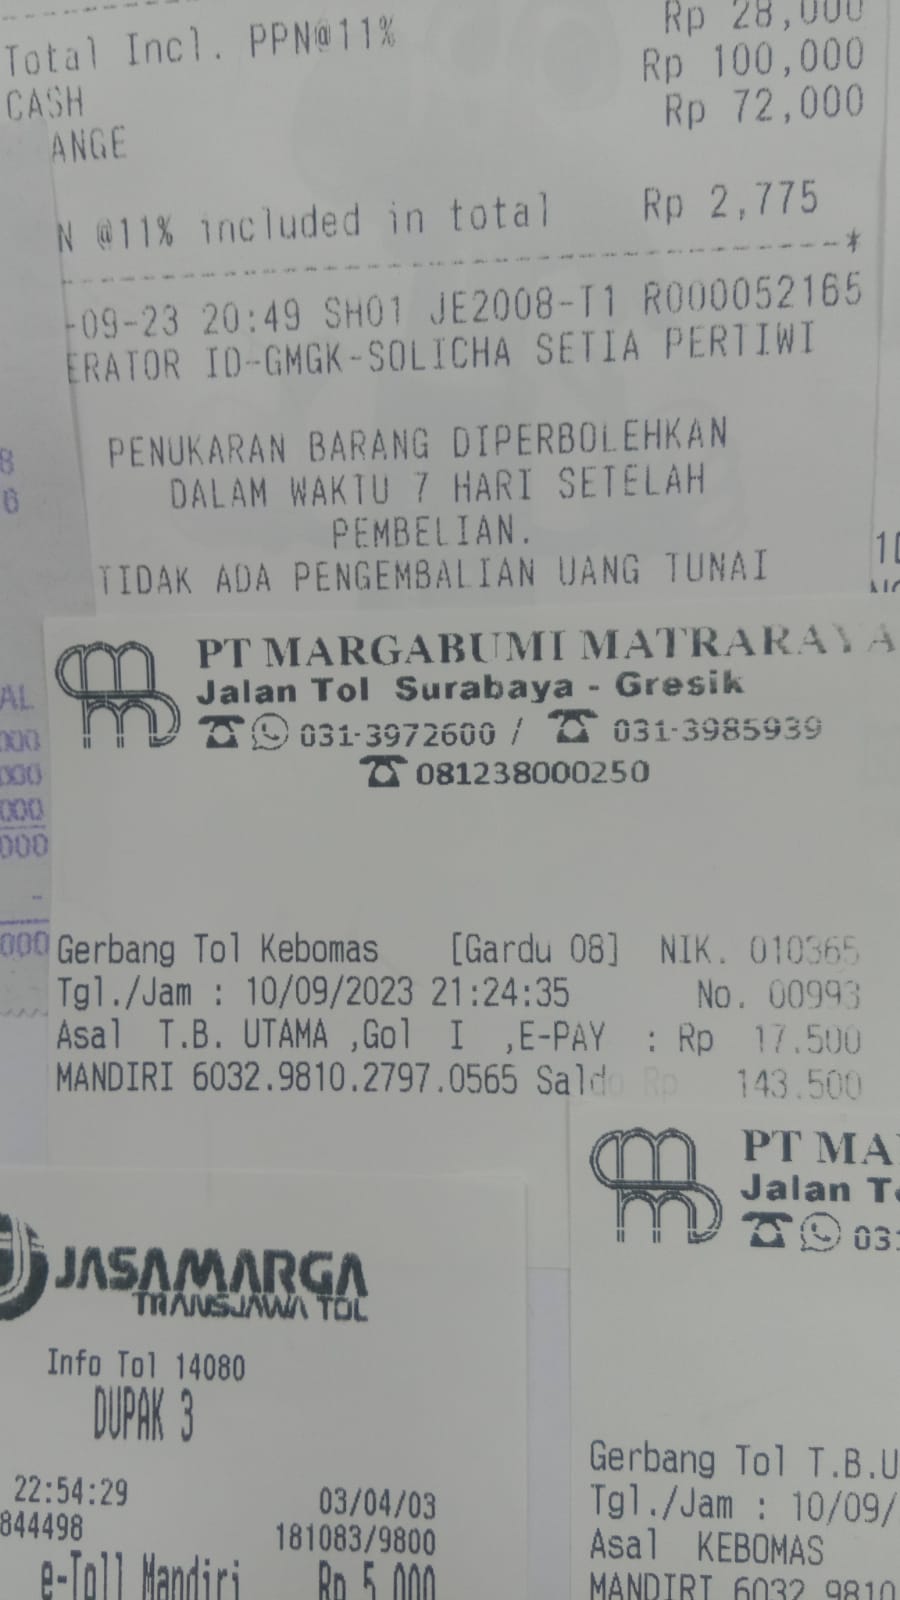 Total Incl. PPN@11% Rp 28,000
CASH Rp 100,000
ANGE Rp 72,000
N @11% included in total Rp 2,775
-09-23 20:49 SH01 JE2008-T1 R000052165
ERATOR ID-GMGK-SOLICHA SETIA PERTIWI
PENUKARAN BARANG DIPERBOLEHKAN
DALAM WAKTU 7 HARI SETELAH
PEMBELIAN.
TIDAK ADA PENGEMBALIAN UANG TUNAI
8
6
AL
000
000
000
000
-
000
PT MARGABUMI MATRARAYA
Jalan Tol Surabaya - Gresik
031-3972600 / 031-3985939
081238000250
Gerbang Tol Kebomas [Gardu 08] NIK. 010365
Tgl./Jam : 10/09/2023 21:24:35 No. 00993
Asal T.B. UTAMA ,Gol I ,E-PAY : Rp 17.500
MANDIRI 6032.9810.2797.0565 Saldo Rp 143.500
JASAMARGA
TRANSJAWA TOL
Info Tol 14080
DUPAK 3
22:54:29 03/04/03
844498 181083/9800
e-Toll Mandiri Rp 5.000
PT MA
Jalan T
031
Gerbang Tol T.B.U
Tgl./Jam : 10/09/
Asal KEBOMAS
MANDIRI 6032.9810